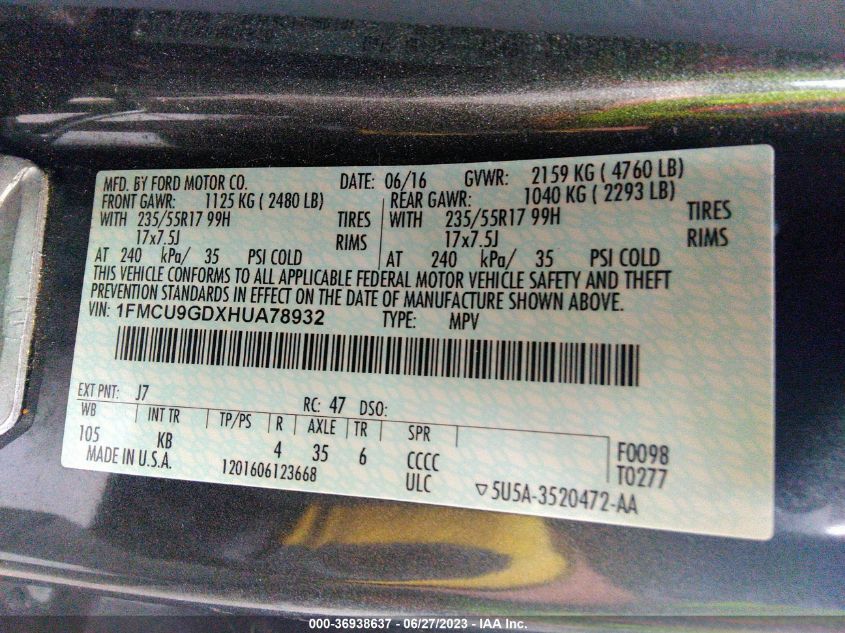 MFD. BY FORD MOTOR CO. DATE: 06/16 GVWR: 2159 KG ( 4760 LB)
FRONT GAWR: 1125 KG ( 2480 LB) REAR GAWR: 1040 KG ( 2293 LB)
WITH 235/55R17 99H TIRES WITH 235/55R17 99H TIRES
17x7.5J RIMS 17x7.5J RIMS
AT 240 kPa/ 35 PSI COLD AT 240 kPa/ 35 PSI COLD
THIS VEHICLE CONFORMS TO ALL APPLICABLE FEDERAL MOTOR VEHICLE SAFETY AND THEFT
PREVENTION STANDARDS IN EFFECT ON THE DATE OF MANUFACTURE SHOWN ABOVE.
VIN: 1FMCU9GDXHUA78932 TYPE: MPV
EXT PNT: J7 RC: 47 DSO:
WB INT TR TP/PS R AXLE TR SPR
105 KB 4 35 6 CCCC F0098
MADE IN U.S.A. 1201606123668 ULC T0277
▽5U5A-3520472-AA
000-36938637 - 06/27/2023 - IAA Inc.